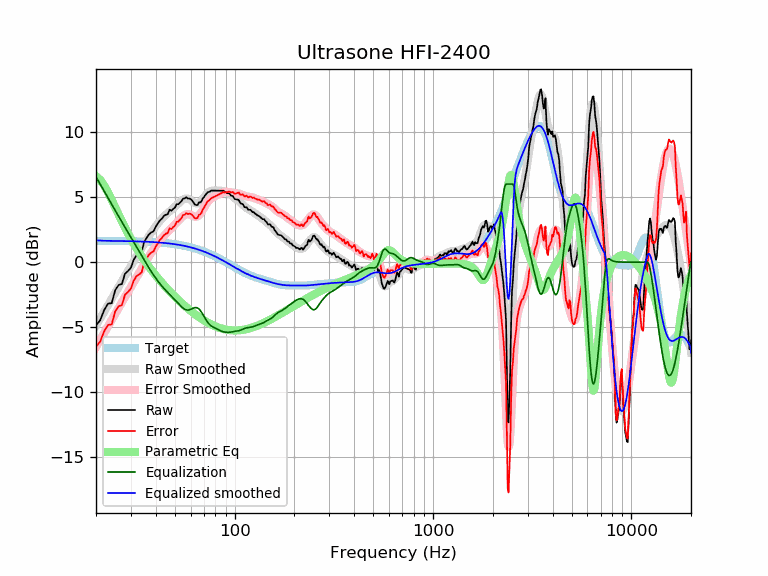 Ultrasone HFI-2400
10
5
0
−5
−10
−15
Amplitude (dBr)
Target
Raw Smoothed
Error Smoothed
Raw
Error
Parametric Eq
Equalization
Equalized smoothed
100
1000
10000
Frequency (Hz)